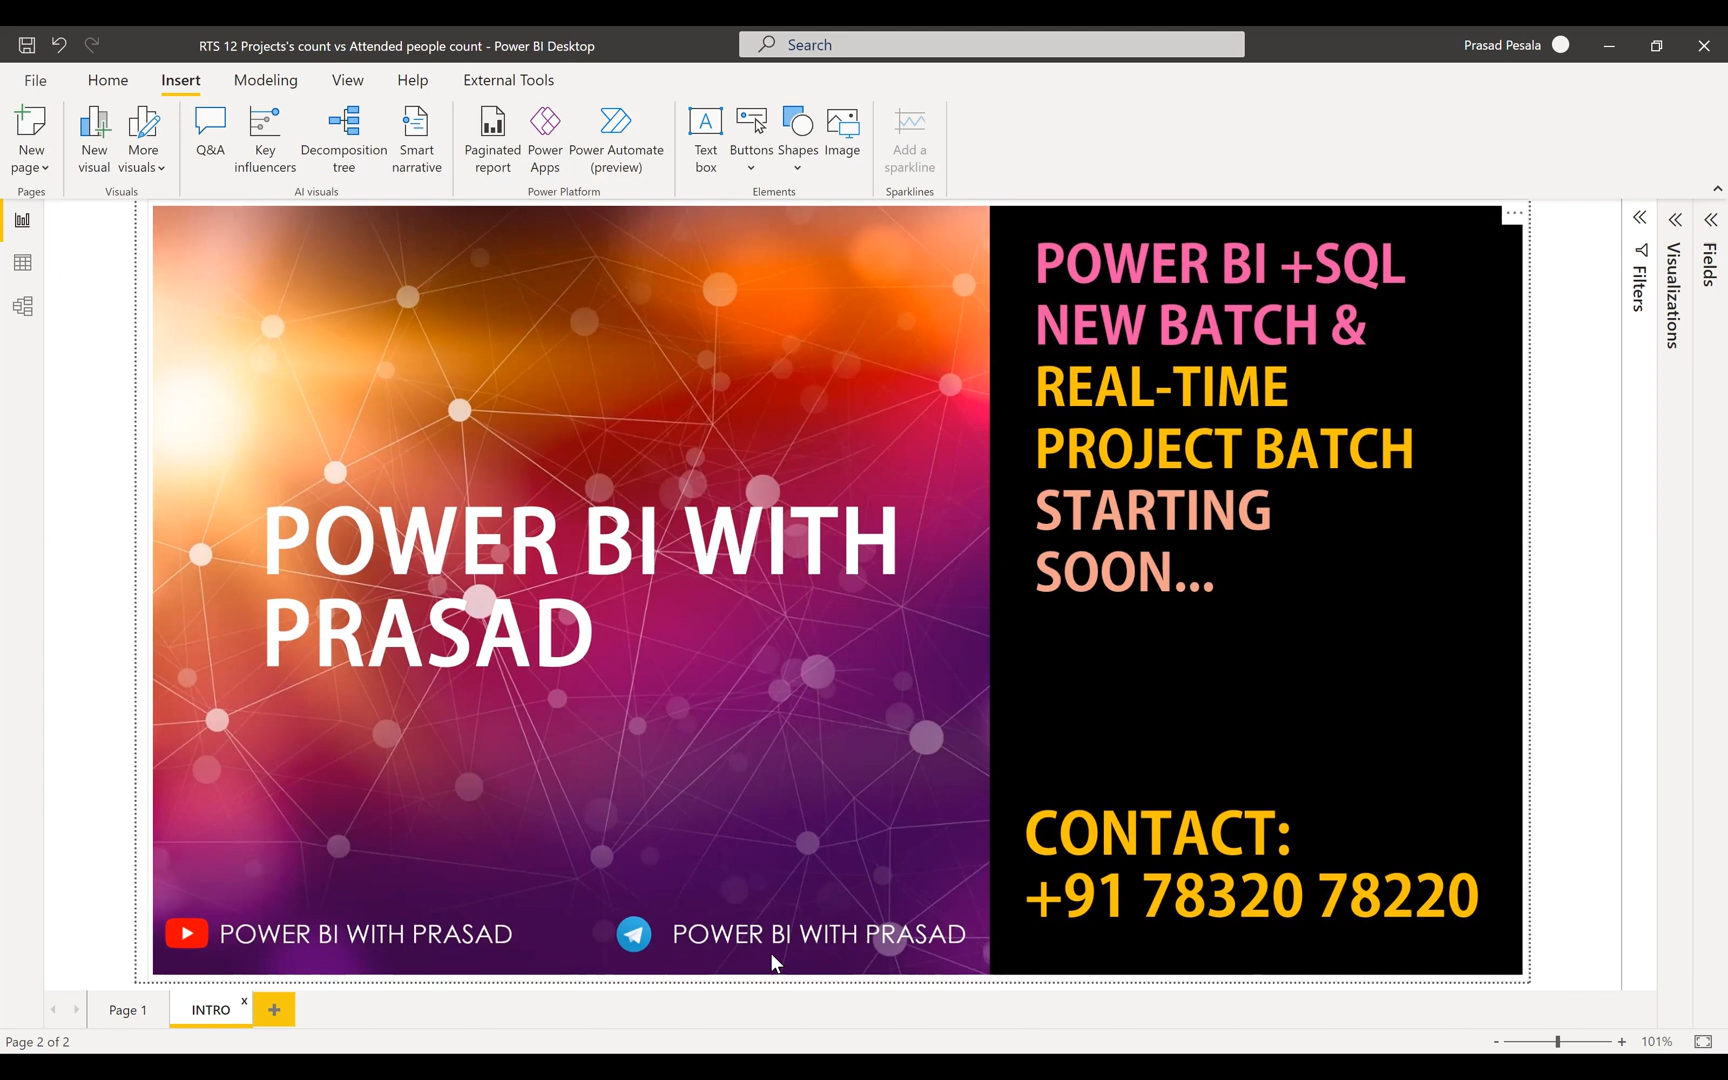 RTS 12 Projects's count vs Attended people count - Power BI Desktop
Search
Prasad Pesala
File
Home
Insert
Modeling
View
Help
External Tools
New page
New visual
More visuals
Q&A
Key influencers
Decomposition tree
Smart narrative
Paginated report
Power Apps
Power Automate (preview)
Text box
Buttons
Shapes
Image
Add a sparkline
Pages
Visuals
AI visuals
Power Platform
Elements
Sparklines
POWER BI WITH
PRASAD
POWER BI WITH PRASAD
POWER BI WITH PRASAD
POWER BI +SQL
NEW BATCH &
REAL-TIME
PROJECT BATCH
STARTING
SOON...
CONTACT:
+91 78320 78220
Filters
Visualizations
Fields
Page 1
INTRO
x
Page 2 of 2
101%